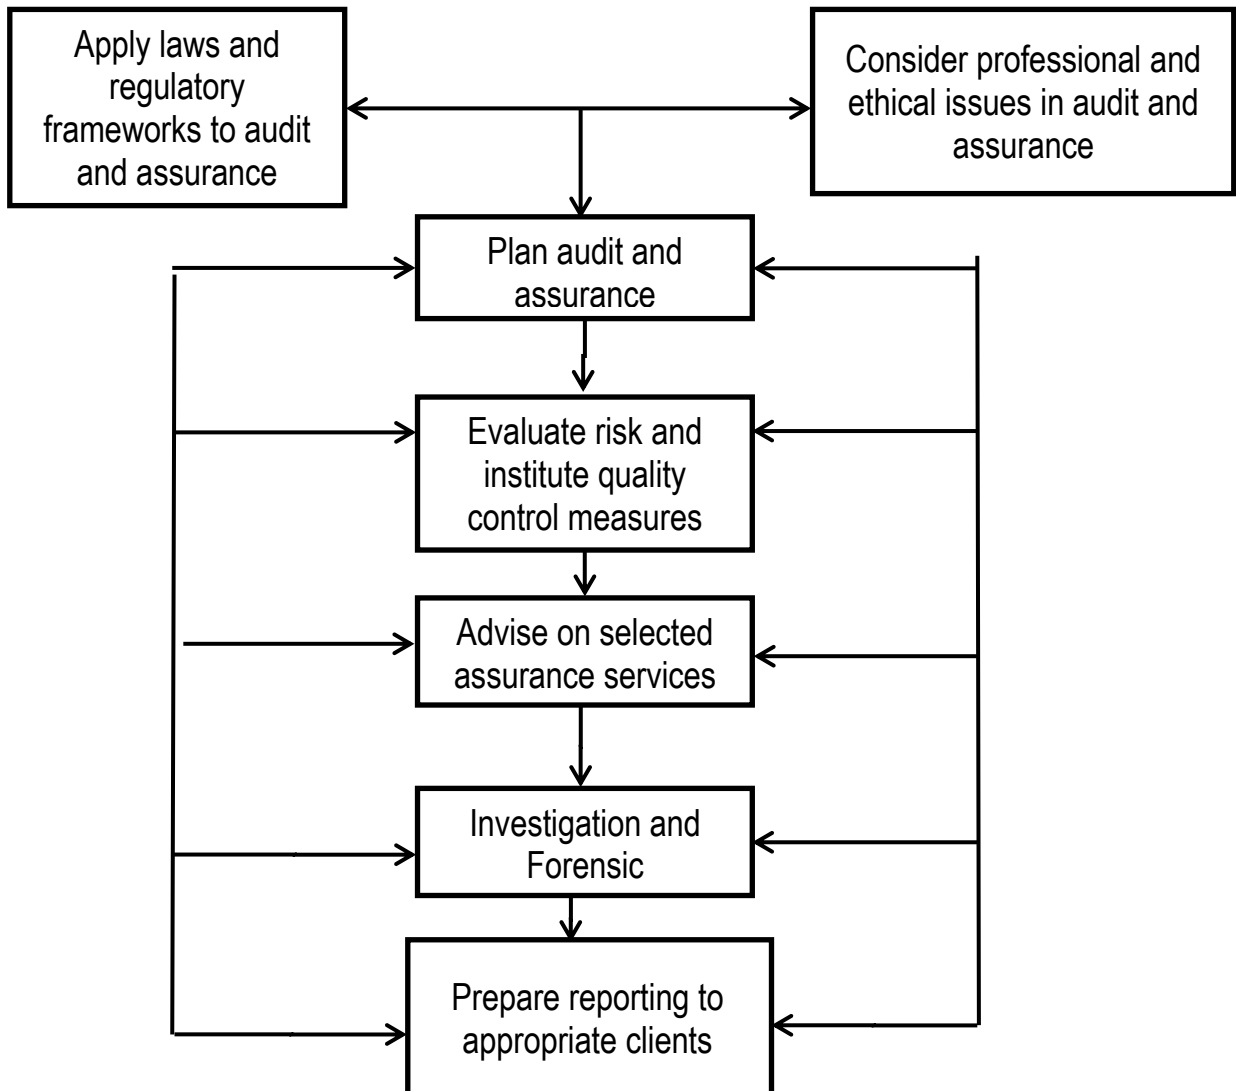 Apply laws and
regulatory
frameworks to audit
and assurance
Consider professional and
ethical issues in audit and
assurance
Plan audit and
assurance
Evaluate risk and
institute quality
control measures
Advise on selected
assurance services
Investigation and
Forensic
Prepare reporting to
appropriate clients